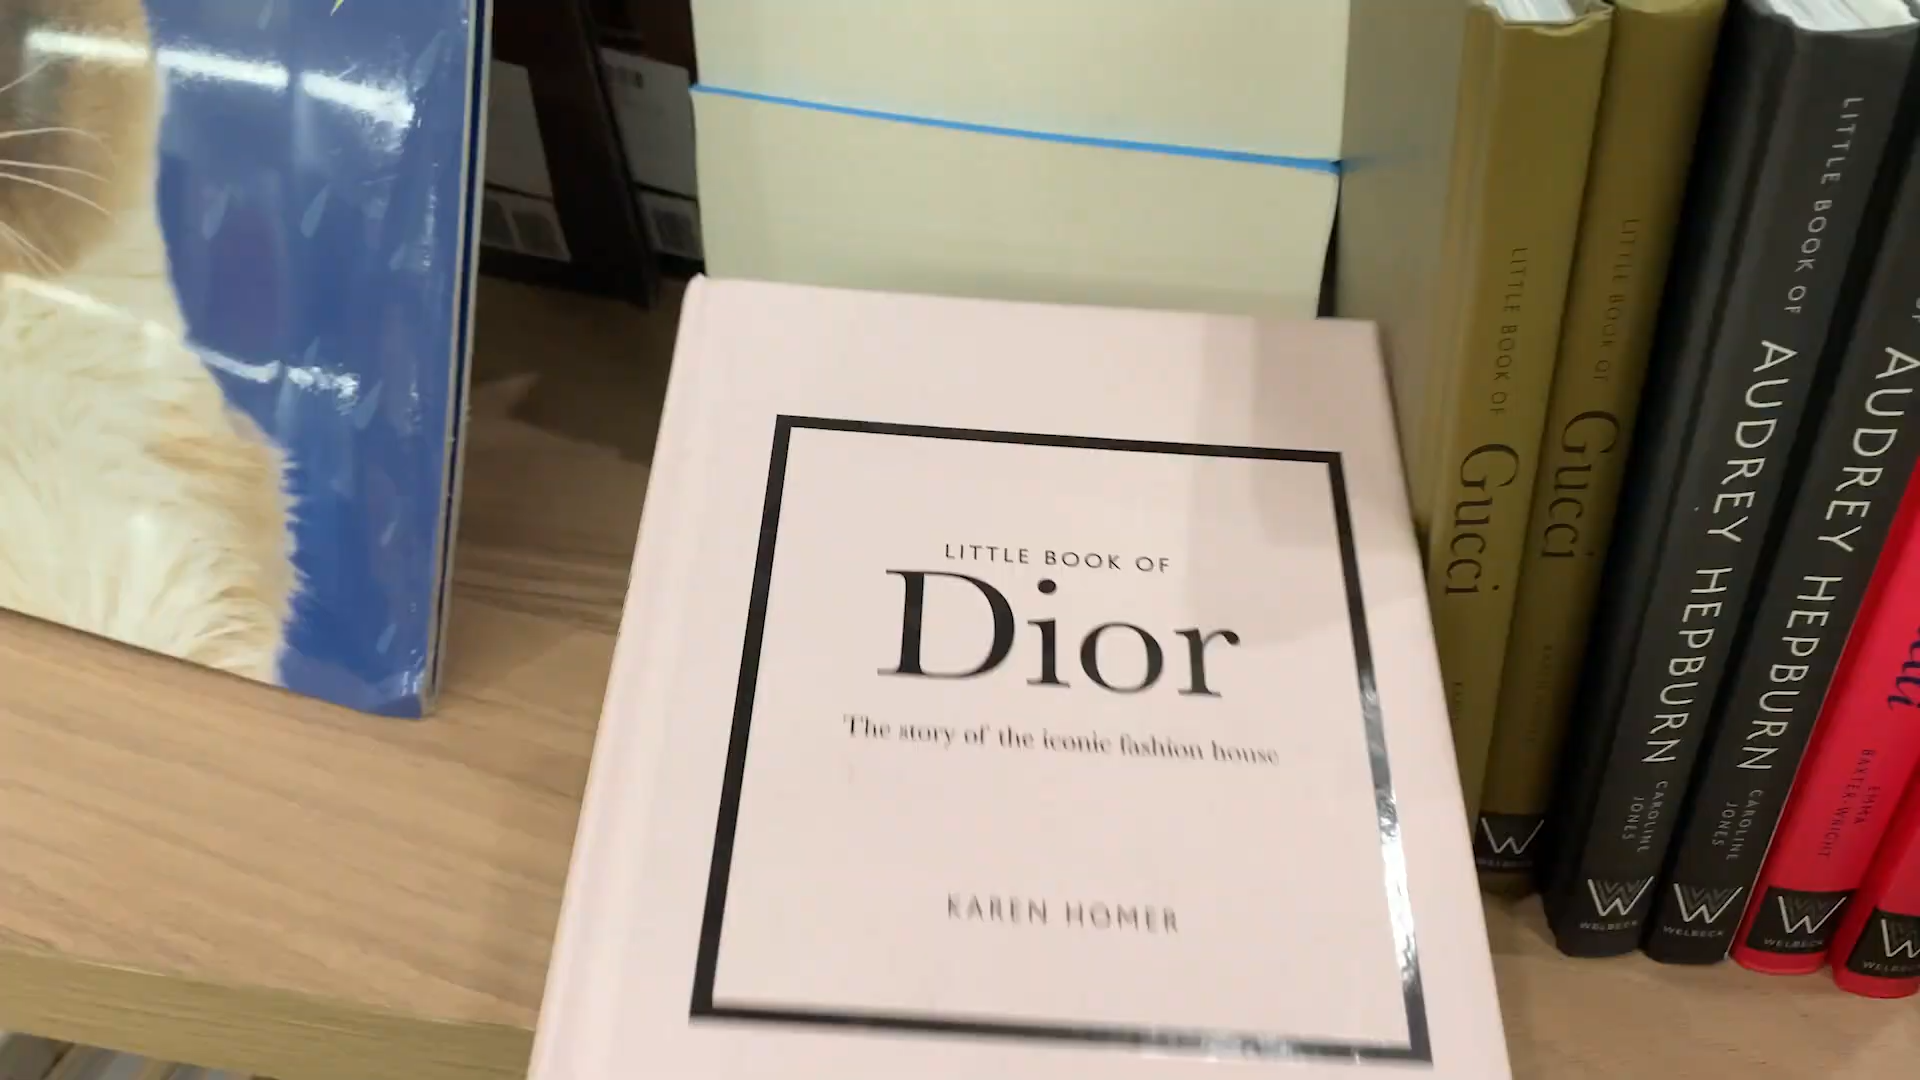 LITTLE BOOK OF
Dior
The story of the iconic fashion house
KAREN HOMER
LITTLE BOOK OF Gucci
WELBECK
LITTLE BOOK OF Gucci
LITTLE BOOK OF AUDREY HEPBURN CAROLINE JONES
WELBECK
AUDREY HEPBURN CAROLINE JONES
WELBECK
EMMA BAXTER-WRIGHT
WELBECK
WELBECK